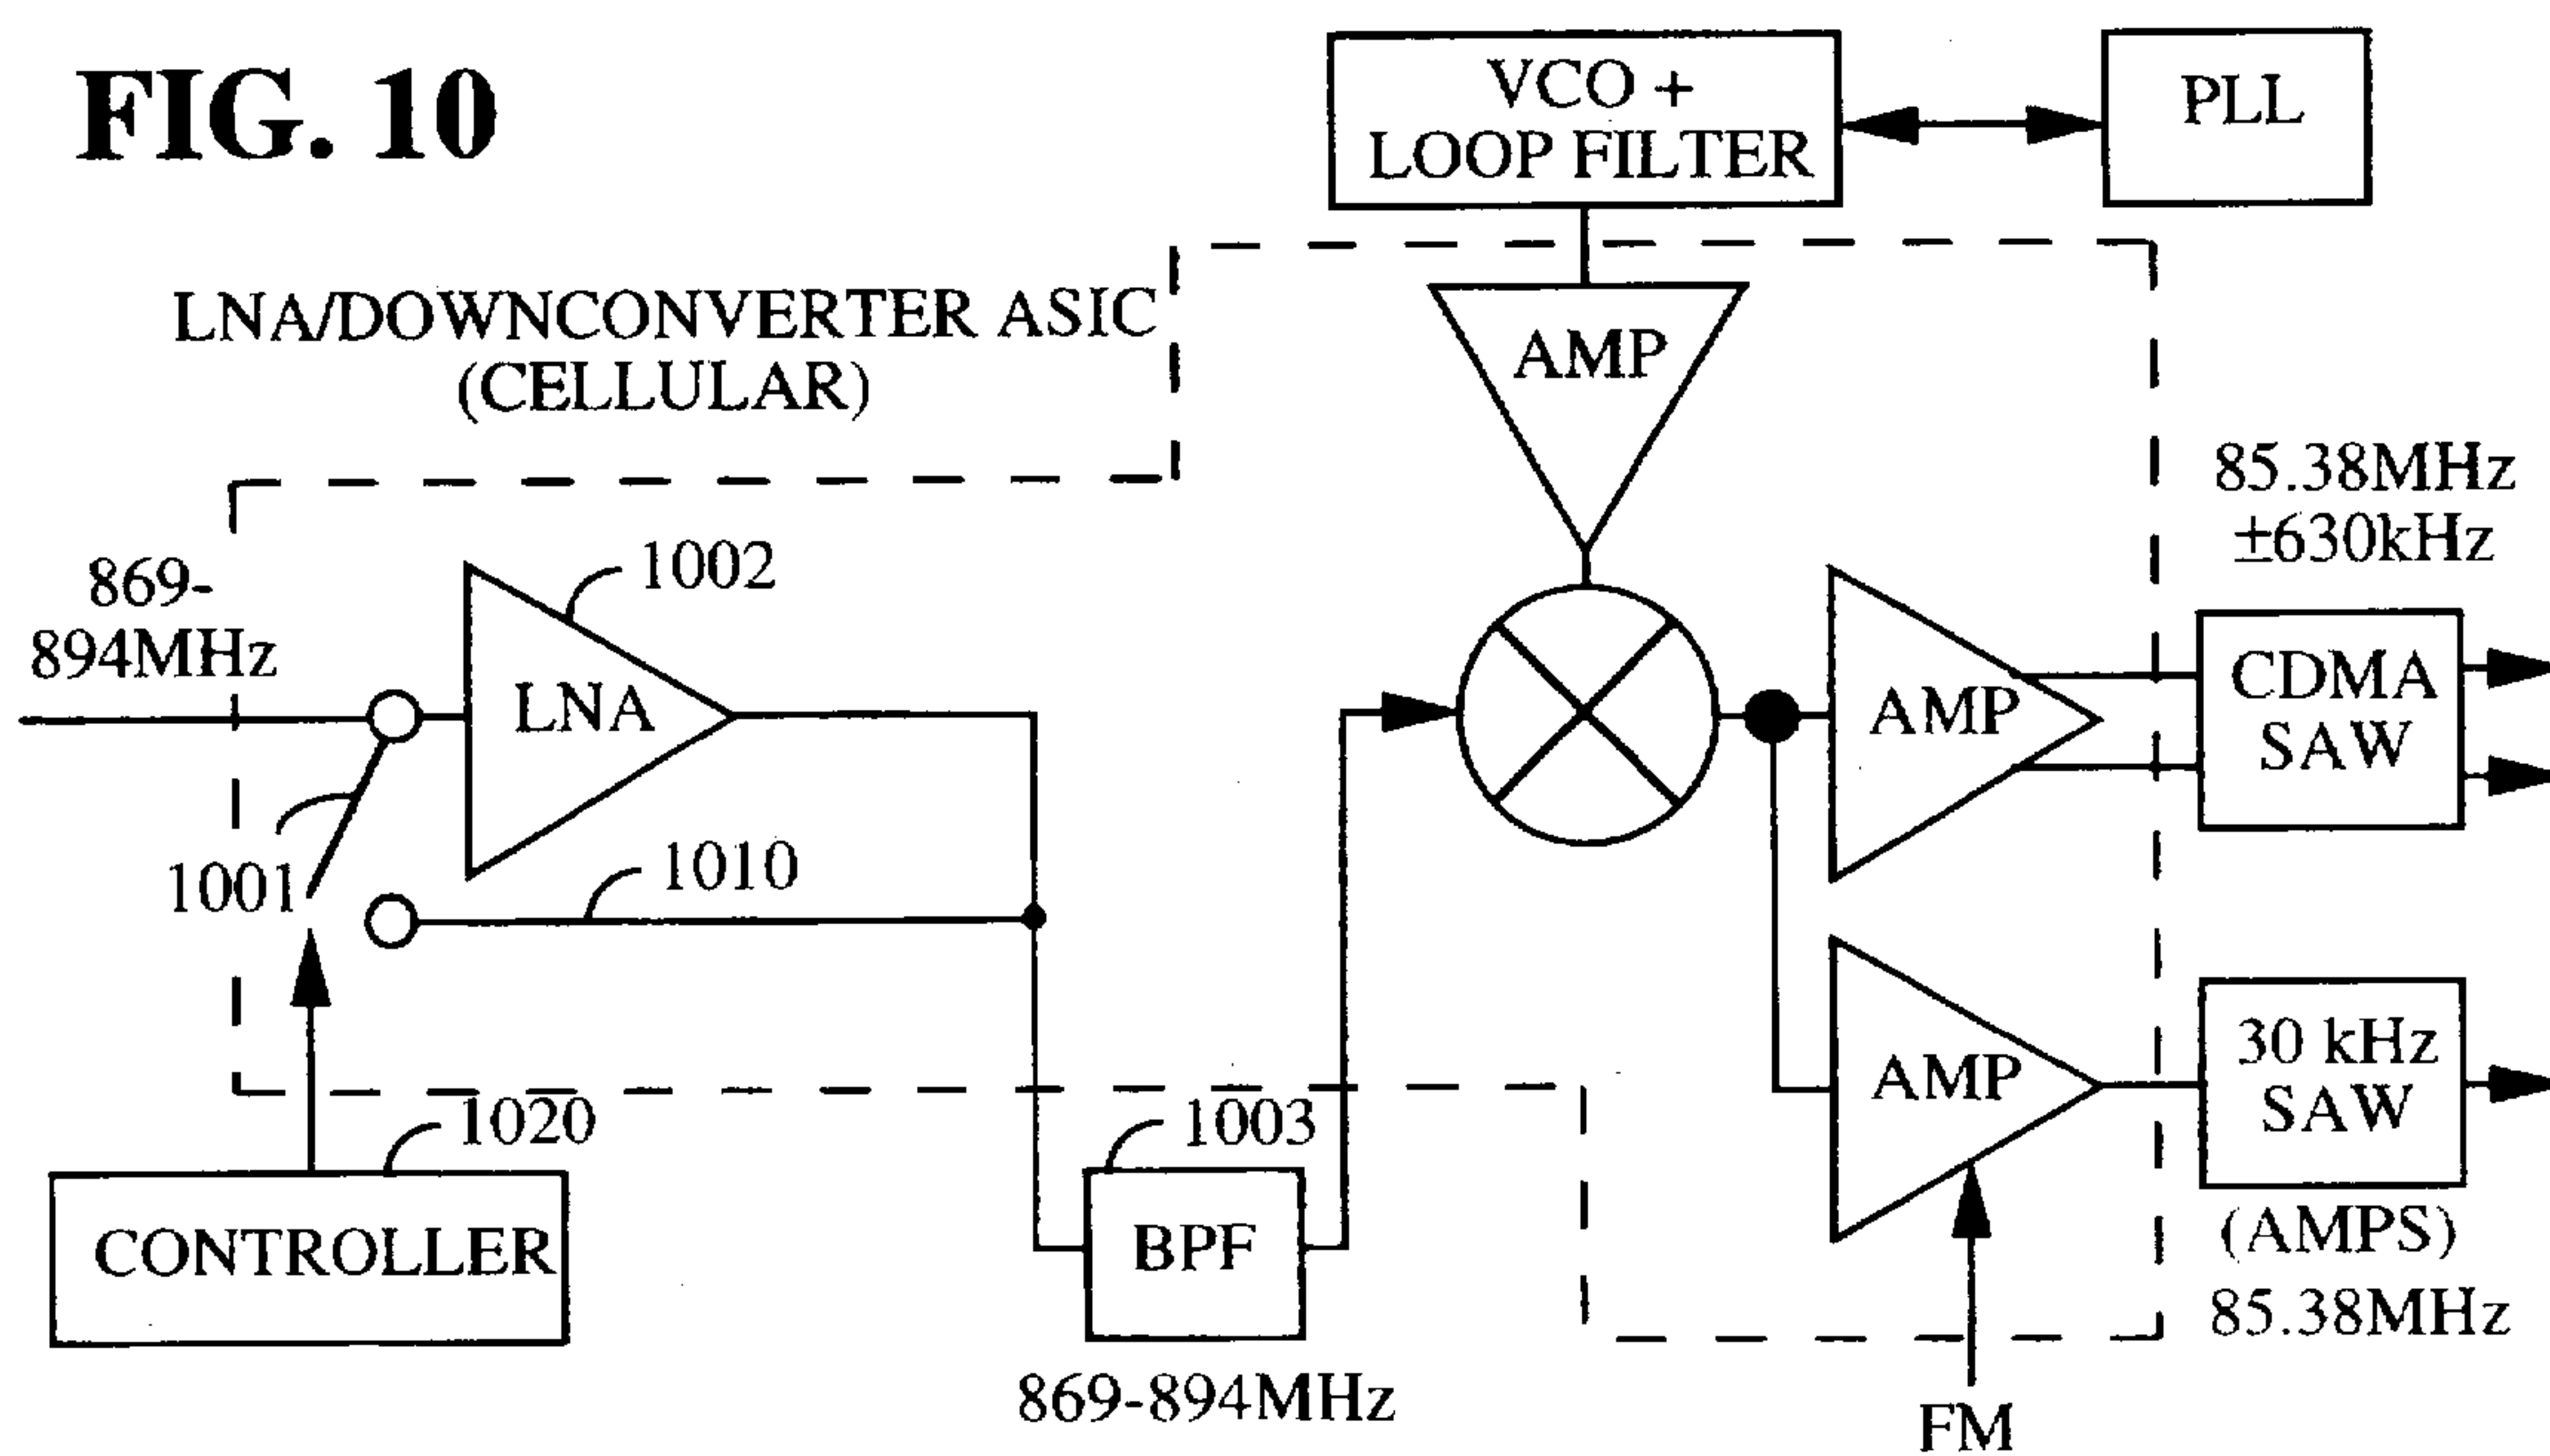 FIG. 10
VCO +
LOOP FILTER
PLL
LNA/DOWNCONVERTER ASIC
(CELLULAR)
AMP
85.38MHz
±630kHz
869-
894MHz
1002
LNA
1001
1010
AMP
CDMA
SAW
AMP
30 kHz
SAW
(AMPS)
85.38MHz
1020
CONTROLLER
1003
BPF
869-894MHz
FM